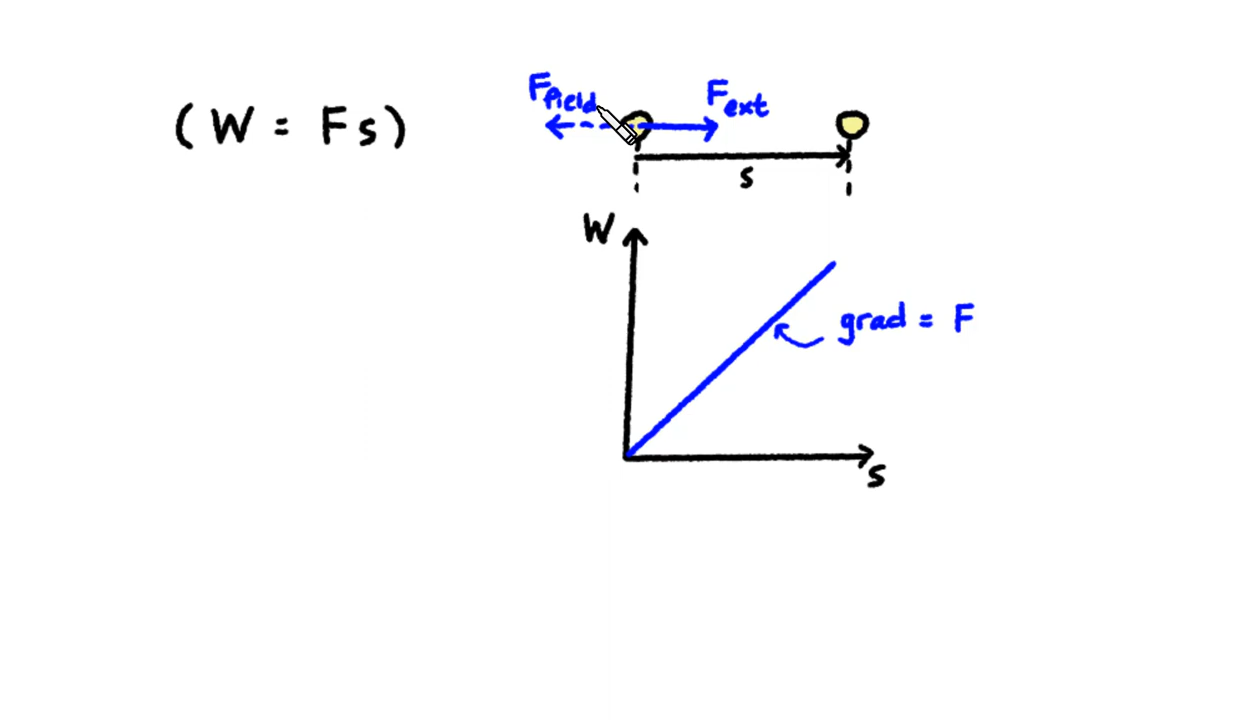 (W = Fs)
Ffield
Fext
s
W
grad = F
s